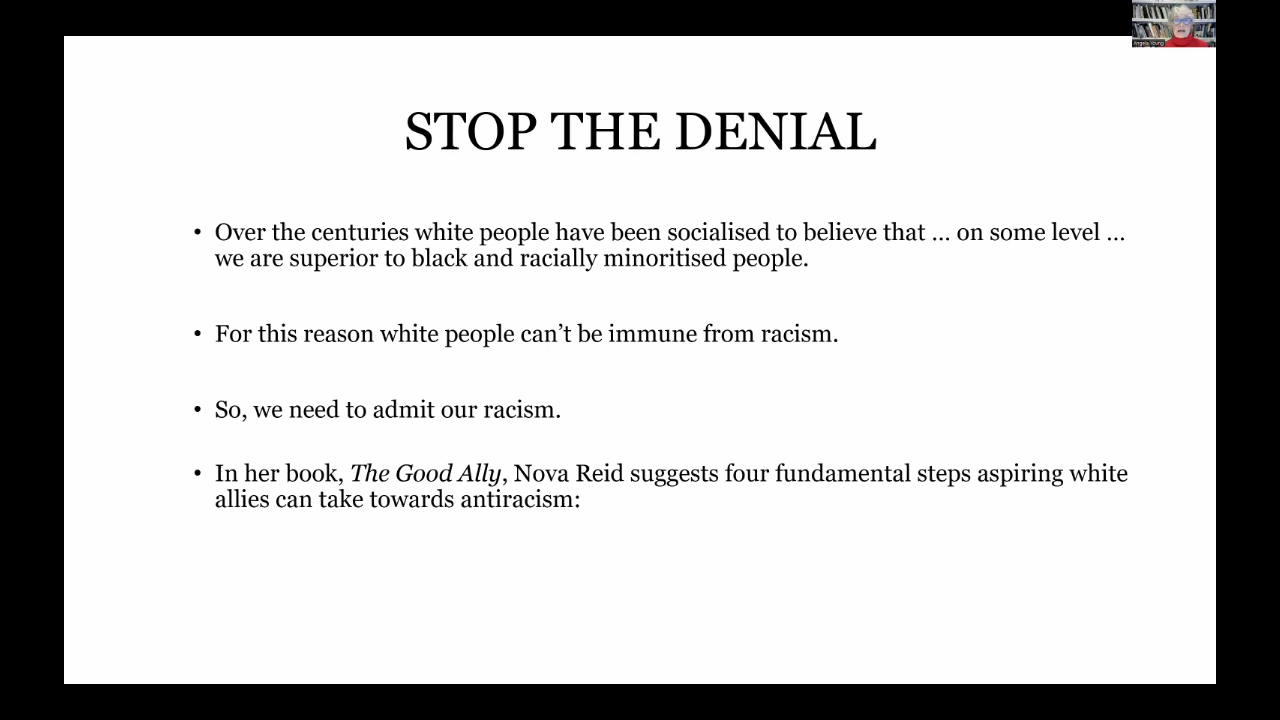 Angela Young
STOP THE DENIAL
• Over the centuries white people have been socialised to believe that ... on some level ...
we are superior to black and racially minoritised people.
• For this reason white people can’t be immune from racism.
• So, we need to admit our racism.
• In her book, The Good Ally, Nova Reid suggests four fundamental steps aspiring white
allies can take towards antiracism: